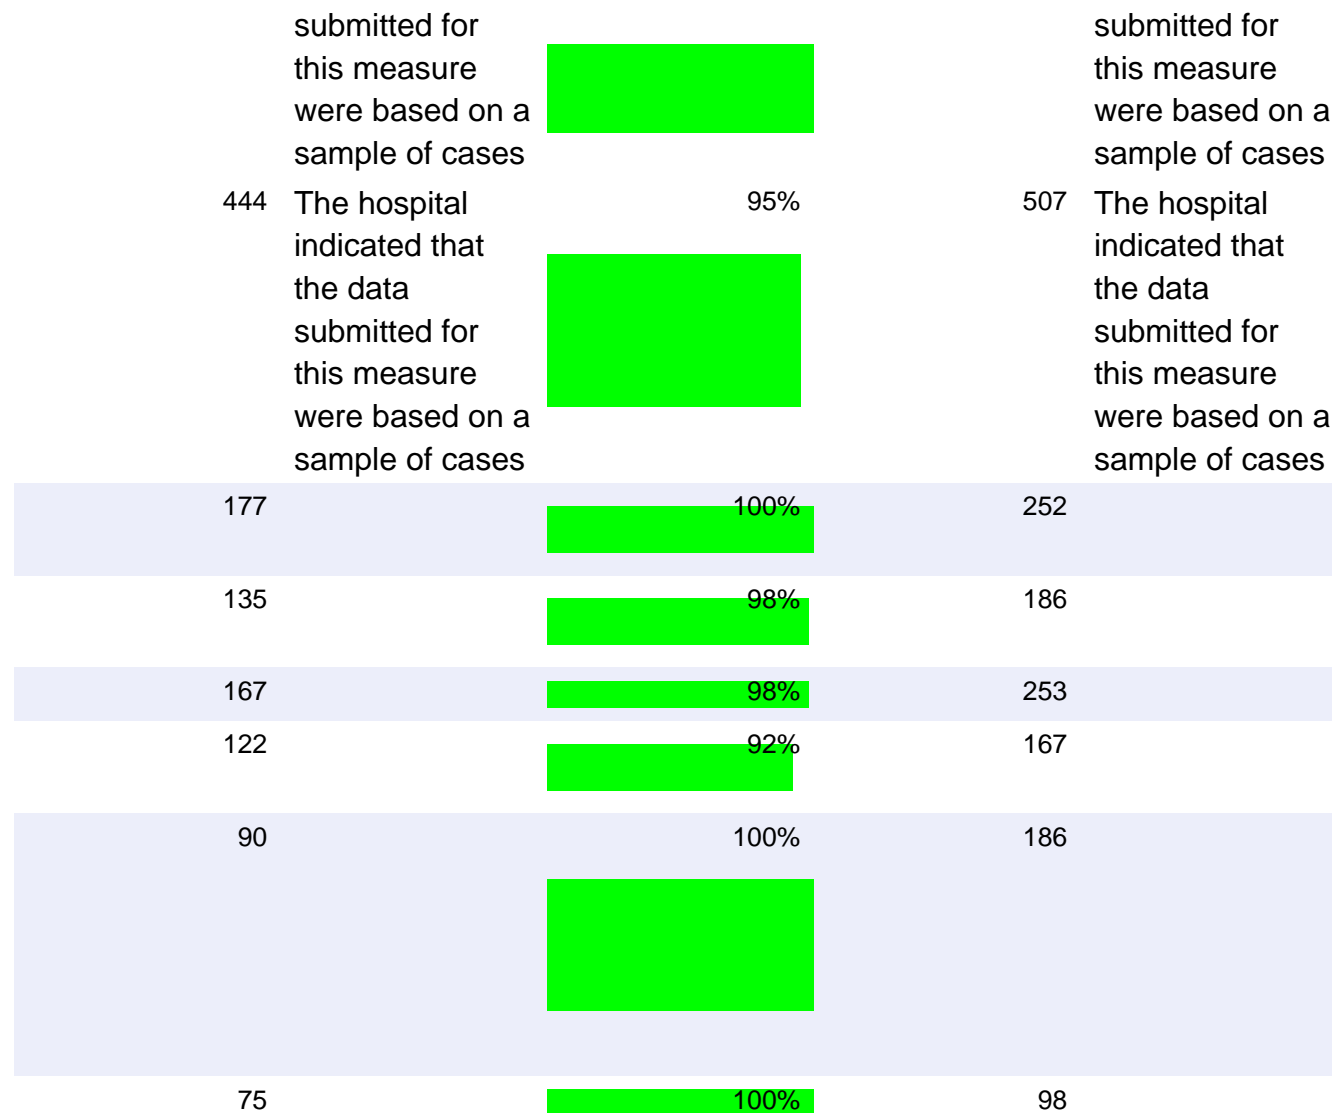 submitted for
this measure
were based on a
sample of cases
submitted for
this measure
were based on a
sample of cases
444
The hospital
indicated that
the data
submitted for
this measure
were based on a
sample of cases
95%
507
The hospital
indicated that
the data
submitted for
this measure
were based on a
sample of cases
177 100% 252
135 98% 186
167 98% 253
122 92% 167
90 100% 186
75 100% 98